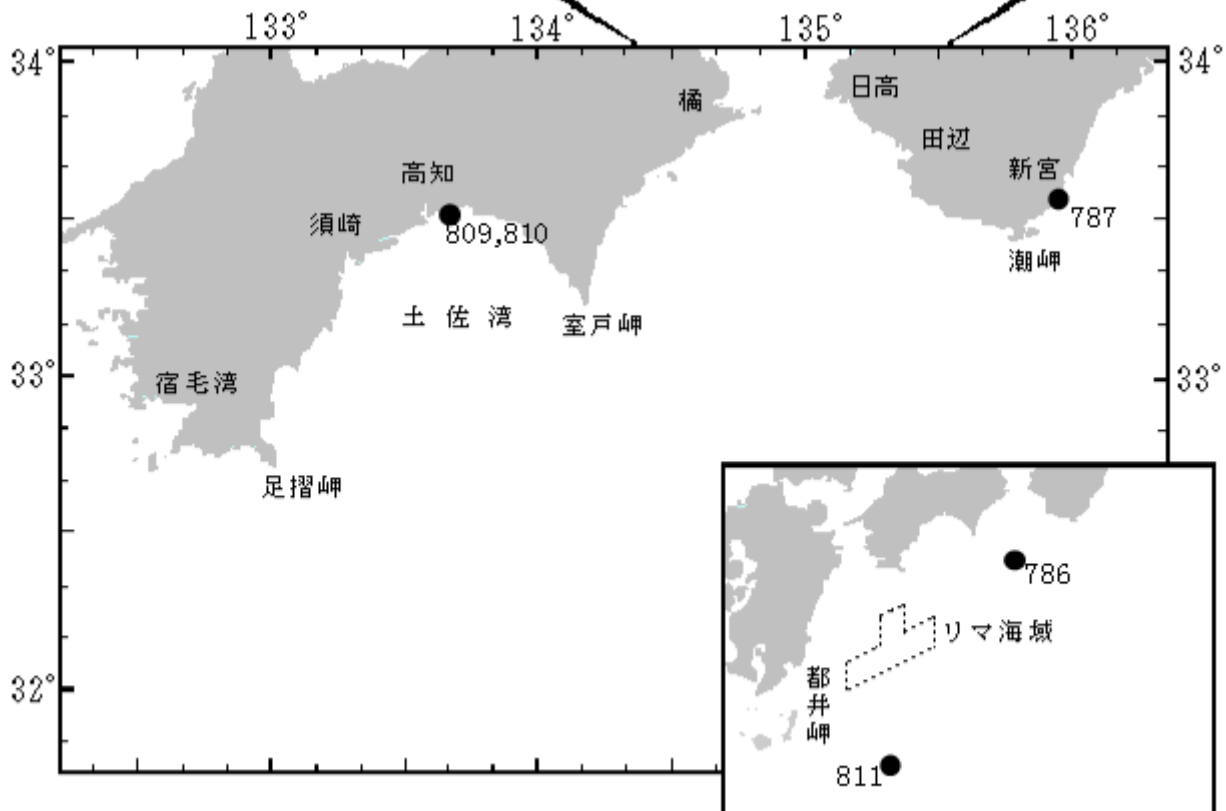 133° 134° 135° 136°
34° 34°
橘 日高
田辺
高知 新宮
須崎 787
809,810
潮岬
土佐湾 室戸岬
33° 宿毛湾 33°
足摺岬
786
リマ海域
32°
都井岬
811